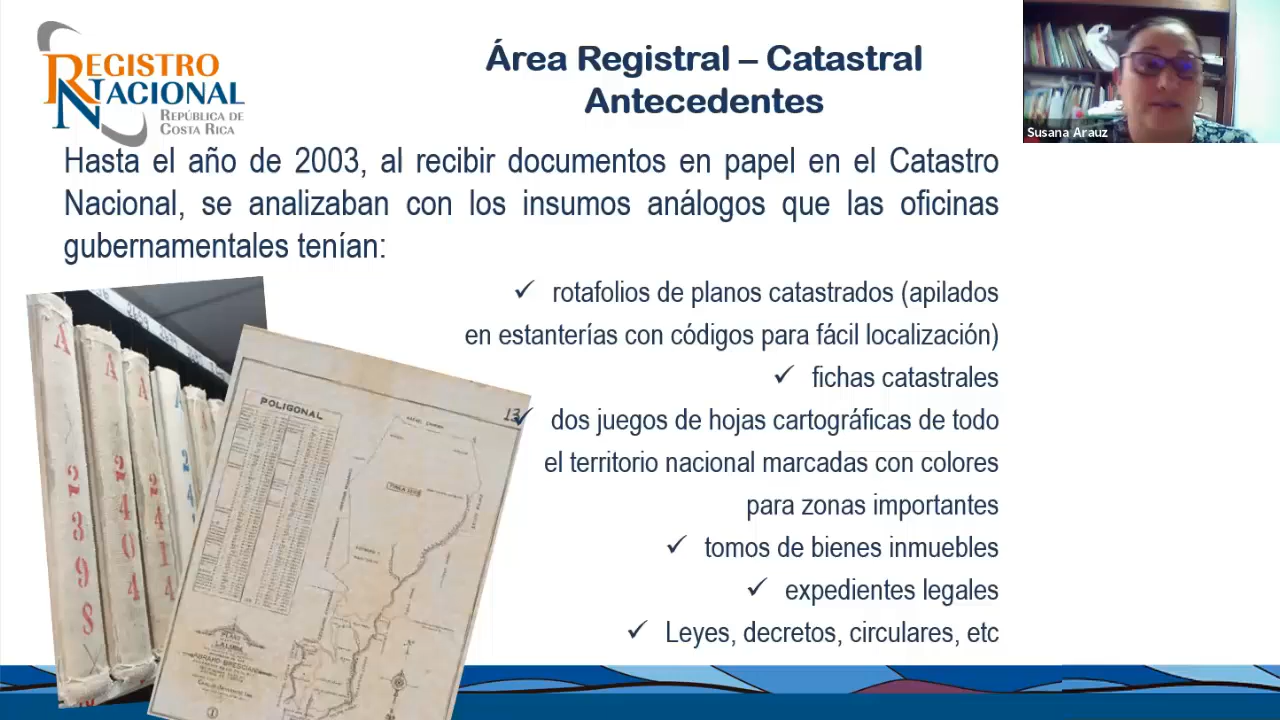 REGISTRO
NACIONAL
REPÚBLICA DE
COSTA RICA
Área Registral – Catastral
Antecedentes
Susana Arauz
Hasta el año de 2003, al recibir documentos en papel en el Catastro
Nacional, se analizaban con los insumos análogos que las oficinas
gubernamentales tenían:
✓ rotafolios de planos catastrados (apilados
en estanterías con códigos para fácil localización)
✓ fichas catastrales
✓ dos juegos de hojas cartográficas de todo
el territorio nacional marcadas con colores
para zonas importantes
✓ tomos de bienes inmuebles
✓ expedientes legales
✓ Leyes, decretos, circulares, etc
A 2398
A 2404
A 2414
POLIGONAL
13